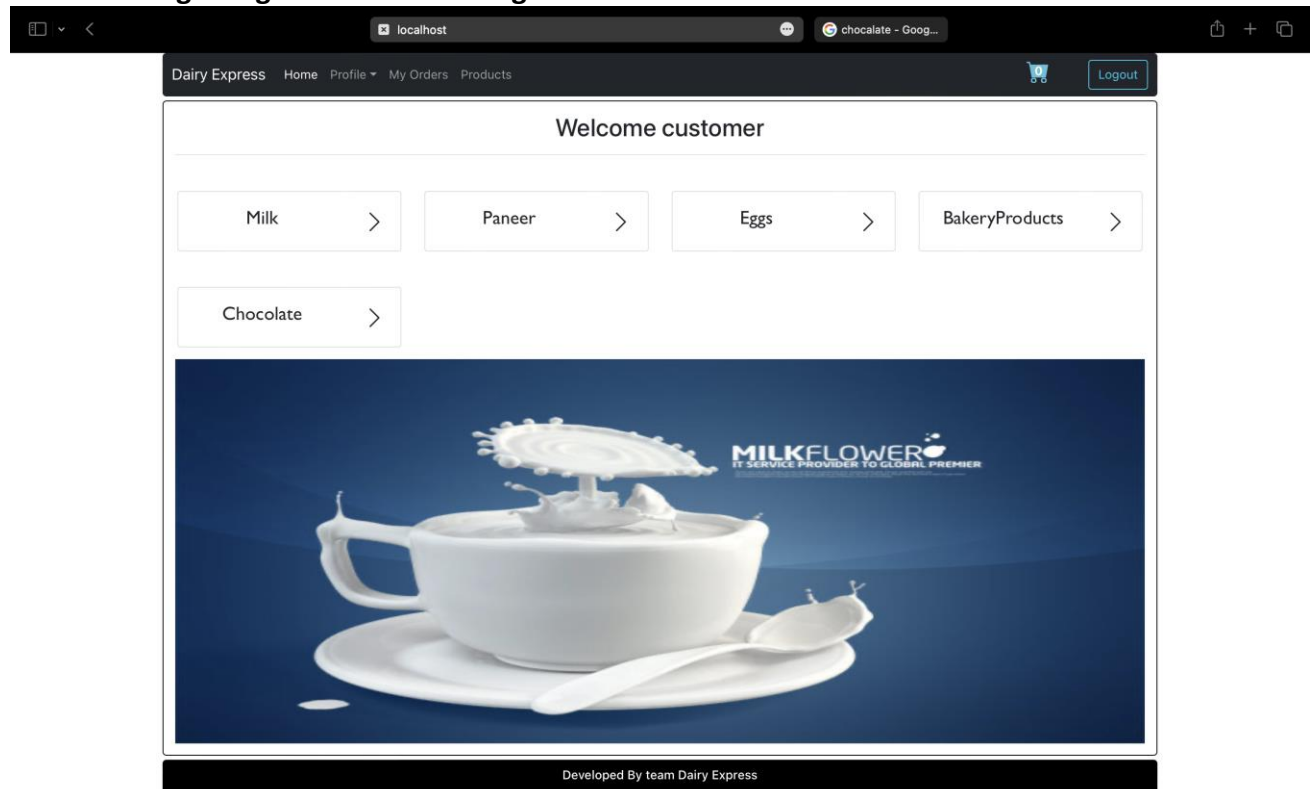 localhost
chocalate - Goog...
Dairy Express Home Profile My Orders Products 0 Logout
Welcome customer
Milk Paneer Eggs BakeryProducts
Chocolate
MILKFLOWER
IT SERVICE PROVIDER TO GLOBAL PREMIER
Developed By team Dairy Express